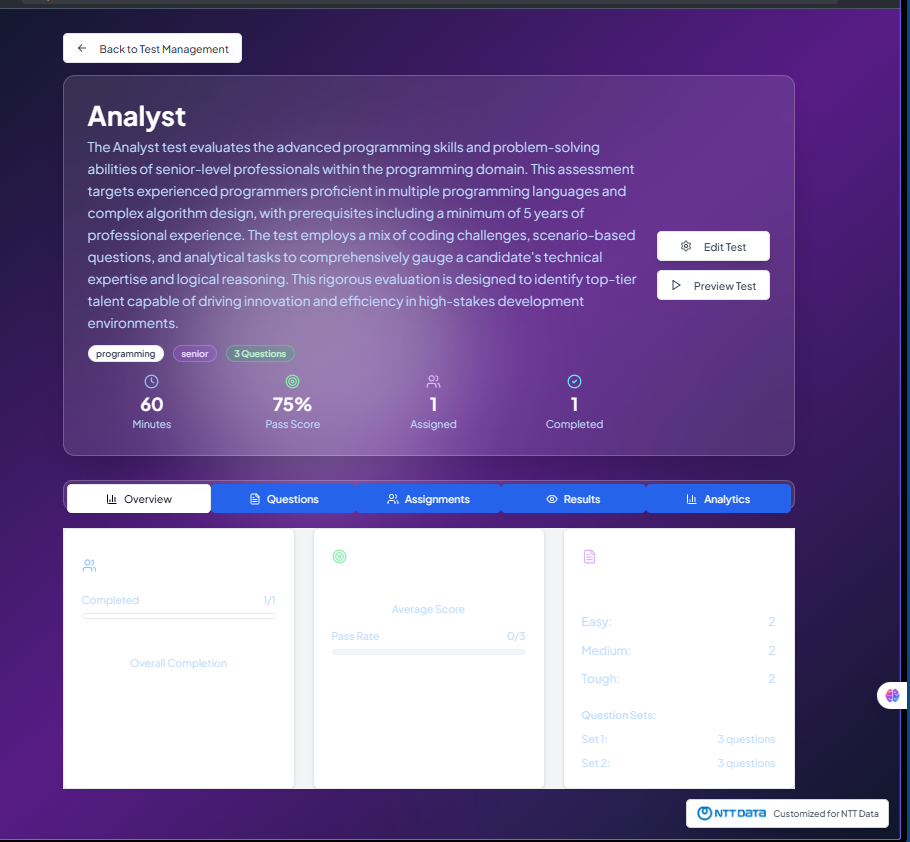 Back to Test Management
Analyst
The Analyst test evaluates the advanced programming skills and problem-solving
abilities of senior-level professionals within the programming domain. This assessment
targets experienced programmers proficient in multiple programming languages and
complex algorithm design, with prerequisites including a minimum of 5 years of
professional experience. The test employs a mix of coding challenges, scenario-based
questions, and analytical tasks to comprehensively gauge a candidate's technical
expertise and logical reasoning. This rigorous evaluation is designed to identify top-tier
talent capable of driving innovation and efficiency in high-stakes development
environments.
Edit Test
Preview Test
programming senior 3 Questions
60 75% 1 1
Minutes Pass Score Assigned Completed
Overview Questions Assignments Results Analytics
Completed 1/1
Overall Completion
Average Score
Pass Rate 0/3
Easy: 2
Medium: 2
Tough: 2
Question Sets:
Set 1: 3 questions
Set 2: 3 questions
NTT DATA Customized for NTT Data